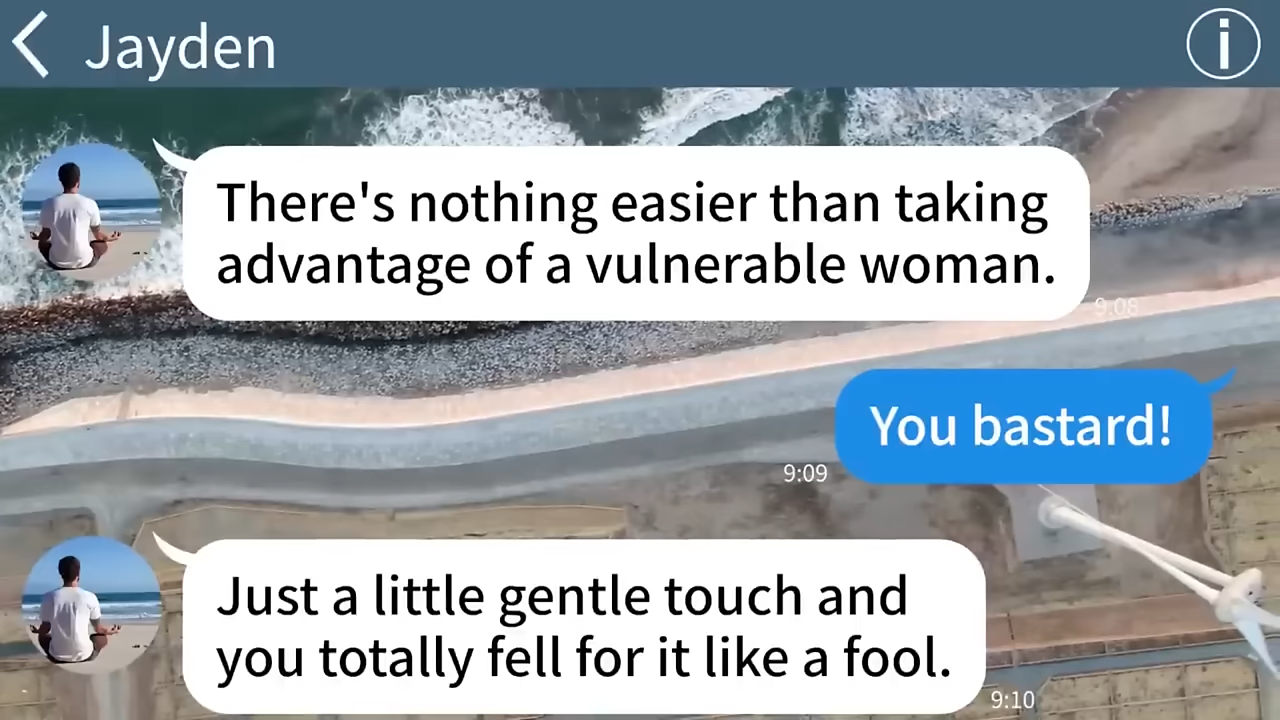 Jayden
There's nothing easier than taking
advantage of a vulnerable woman.
9:08
You bastard!
9:09
Just a little gentle touch and
you totally fell for it like a fool.
9:10